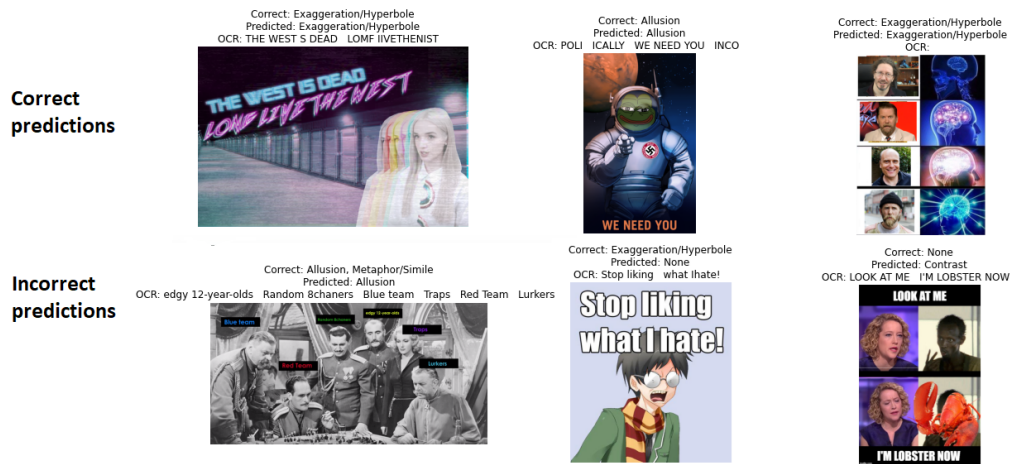 Correct predictions
Correct: Exaggeration/Hyperbole
Predicted: Exaggeration/Hyperbole
OCR: THE WEST S DEAD LOMF IIVETHENIST
THE WEST IS DEAD
LONG LIVE THE WEST
Correct: Allusion
Predicted: Allusion
OCR: POLI ICALLY WE NEED YOU INCO
WE NEED YOU
Correct: Exaggeration/Hyperbole
Predicted: Exaggeration/Hyperbole
OCR:
Incorrect predictions
Correct: Allusion, Metaphor/Simile
Predicted: Allusion
OCR: edgy 12-year-olds Random 8chaners Blue team Traps Red Team Lurkers
Blue team
Random 8chaners
edgy 12-year-olds
Traps
Red Team
Lurkers
Correct: Exaggeration/Hyperbole
Predicted: None
OCR: Stop liking what Ihate!
Stop liking
what I hate!
Correct: None
Predicted: Contrast
OCR: LOOK AT ME I'M LOBSTER NOW
LOOK AT ME
I'M LOBSTER NOW